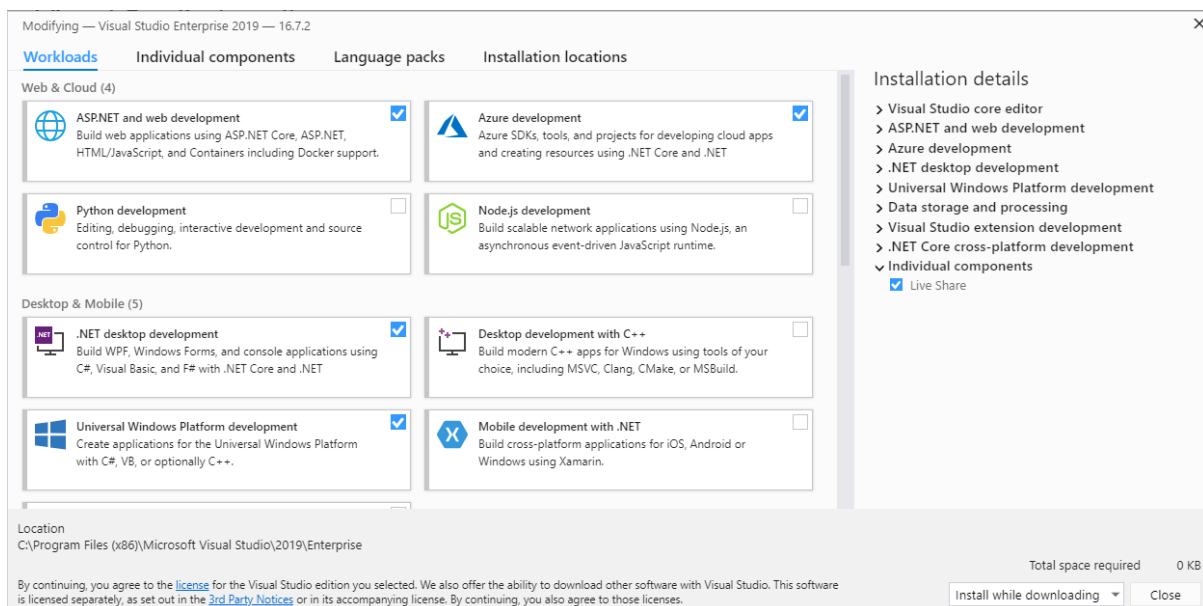 Modifying — Visual Studio Enterprise 2019 — 16.7.2
Workloads Individual components Language packs Installation locations
Web & Cloud (4)
ASP.NET and web development
Build web applications using ASP.NET Core, ASP.NET,
HTML/JavaScript, and Containers including Docker support.
Azure development
Azure SDKs, tools, and projects for developing cloud apps
and creating resources using .NET Core and .NET
Python development
Editing, debugging, interactive development and source
control for Python.
Node.js development
Build scalable network applications using Node.js, an
asynchronous event-driven JavaScript runtime.
Desktop & Mobile (5)
.NET
.NET desktop development
Build WPF, Windows Forms, and console applications using
C#, Visual Basic, and F# with .NET Core and .NET
Desktop development with C++
Build modern C++ apps for Windows using tools of your
choice, including MSVC, Clang, CMake, or MSBuild.
Universal Windows Platform development
Create applications for the Universal Windows Platform
with C#, VB, or optionally C++.
Mobile development with .NET
Build cross-platform applications for iOS, Android or
Windows using Xamarin.
Installation details
Visual Studio core editor
ASP.NET and web development
Azure development
.NET desktop development
Universal Windows Platform development
Data storage and processing
Visual Studio extension development
.NET Core cross-platform development
Individual components
Live Share
Location
C:\Program Files (x86)\Microsoft Visual Studio\2019\Enterprise
By continuing, you agree to the license for the Visual Studio edition you selected. We also offer the ability to download other software with Visual Studio. This software
is licensed separately, as set out in the 3rd Party Notices or in its accompanying license. By continuing, you also agree to those licenses.
Total space required 0 KB
Install while downloading Close